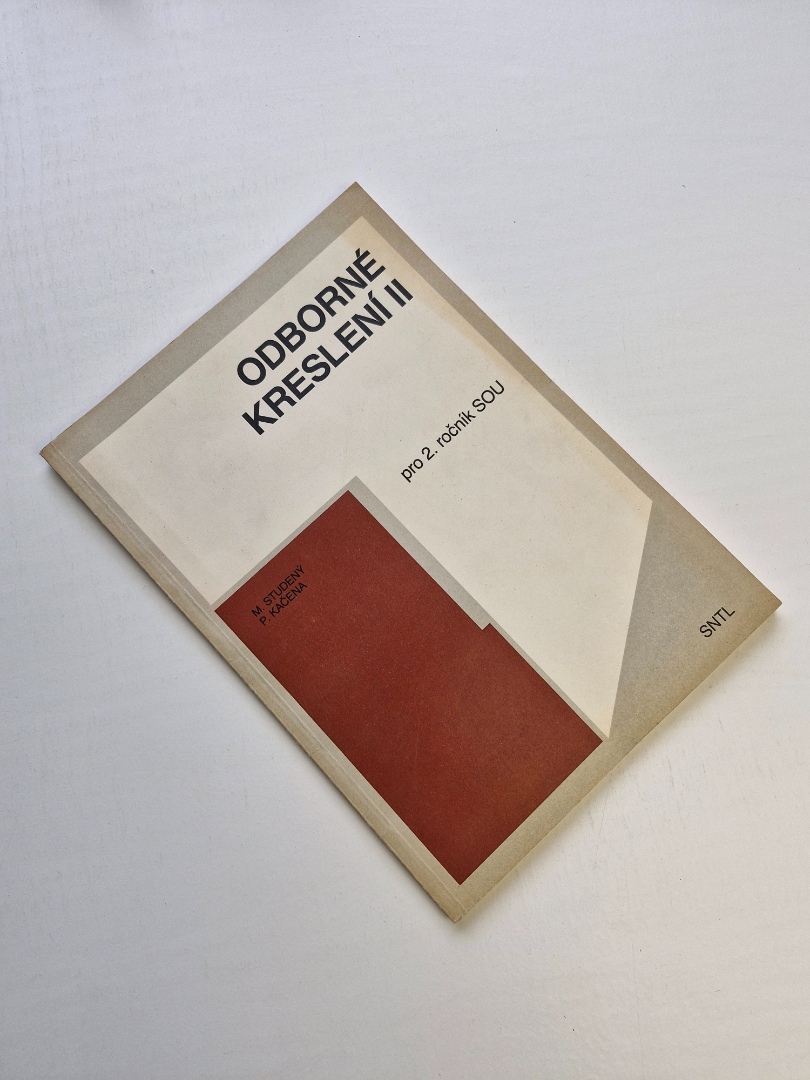 ODBORNÉ
KRESLENÍ II
pro 2. ročník SOU
M. STUDENÝ
P. KAČENA
SNTL